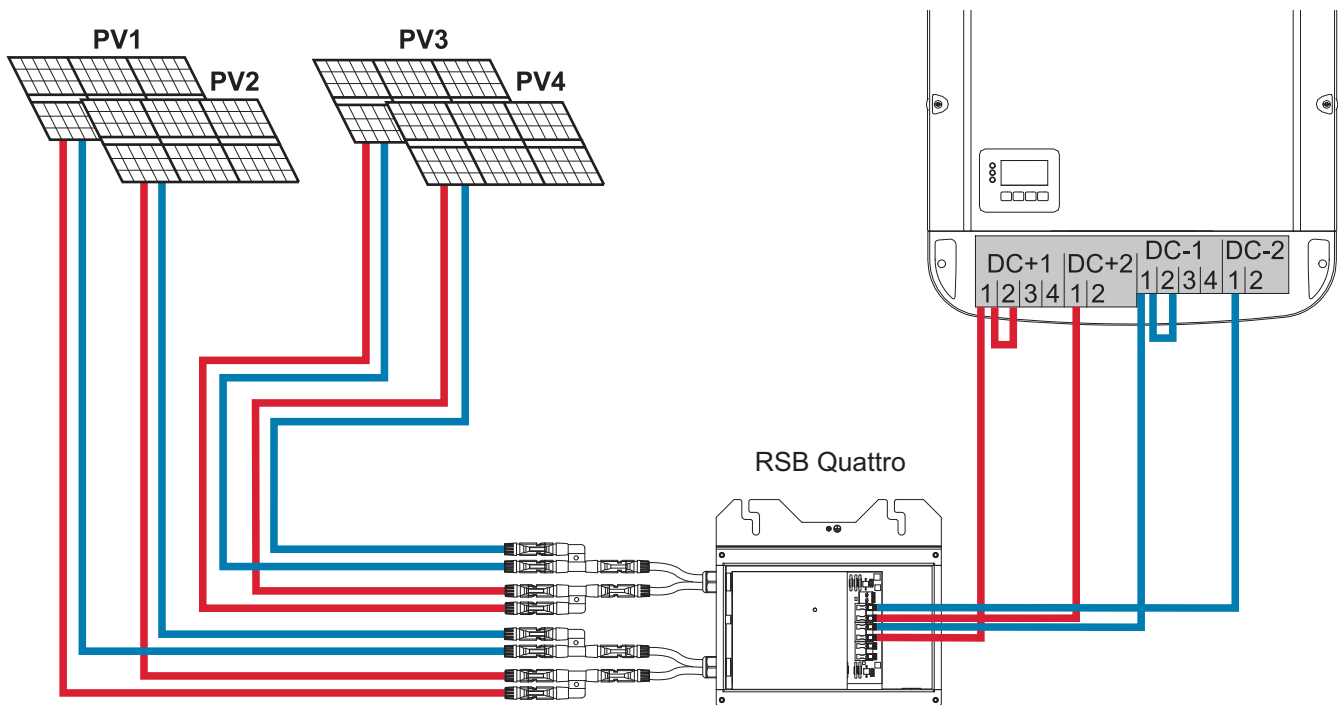 PV1
PV2
PV3
PV4
DC+1 DC+2 DC-1 DC-2
1 2 3 4 1 2 1 2 3 4 1 2
RSB Quattro